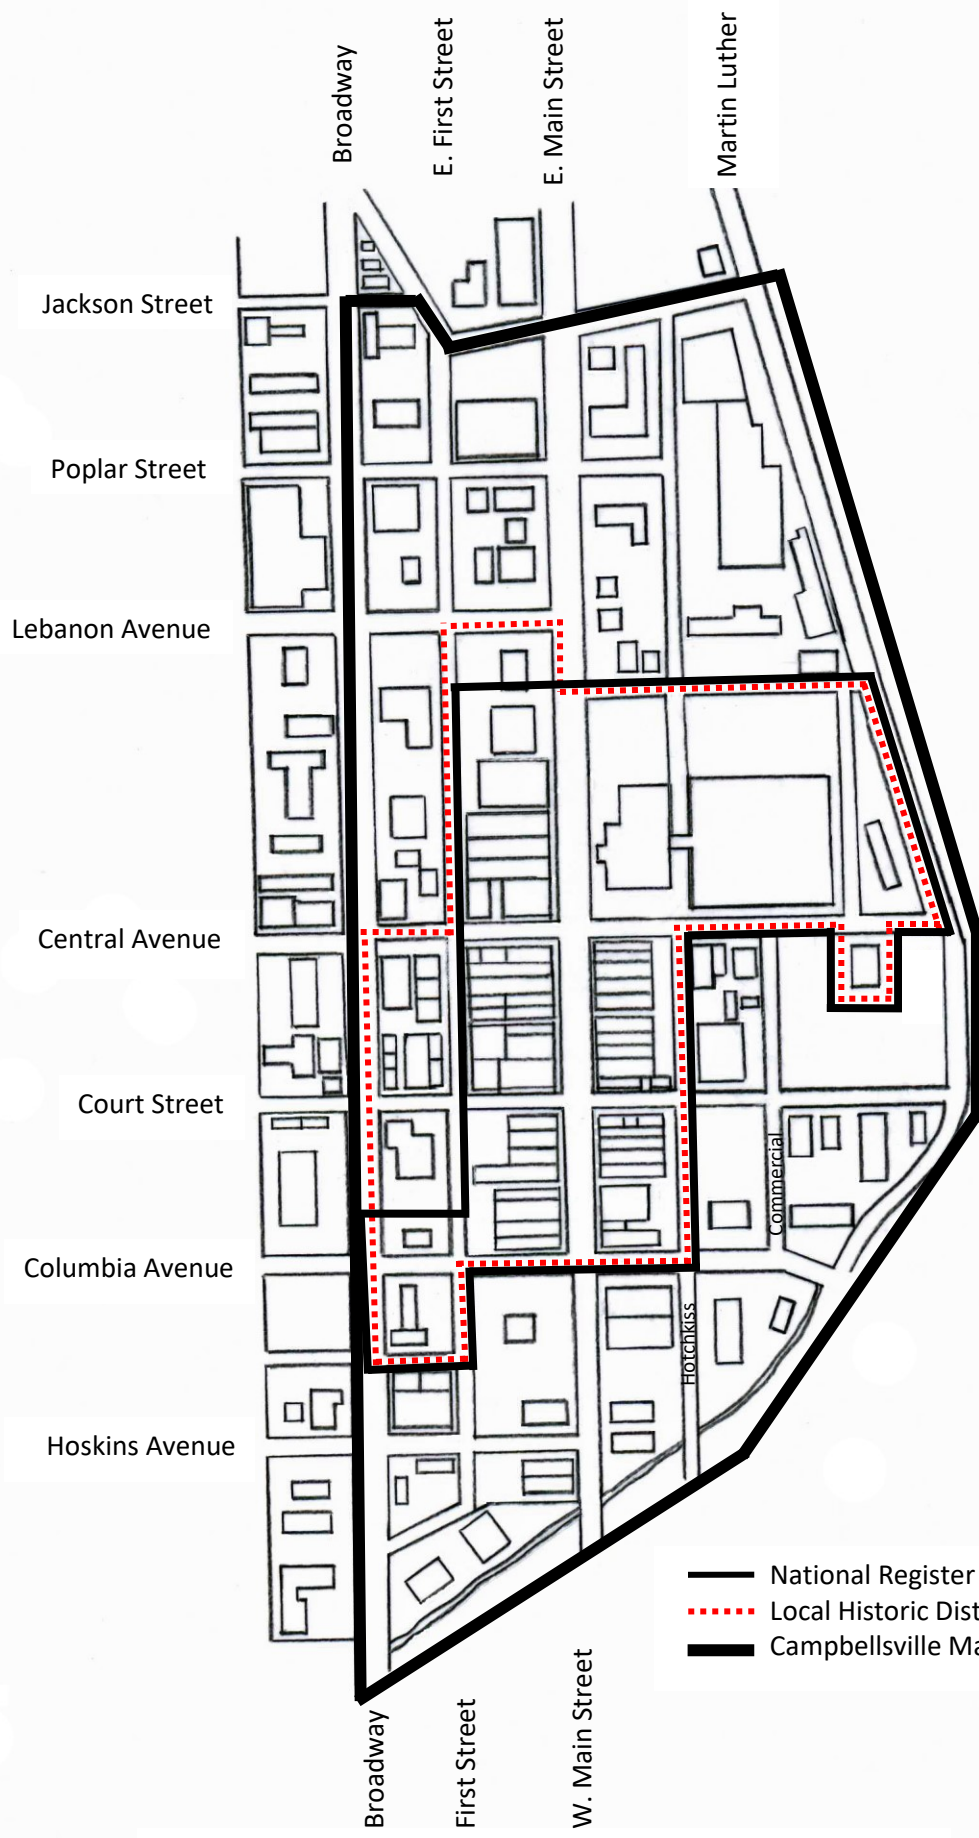 Broadway
E. First Street
E. Main Street
Martin Luther
Jackson Street
Poplar Street
Lebanon Avenue
Central Avenue
Court Street
Commercial
Columbia Avenue
Hotchkiss
Hoskins Avenue
National Register
Local Historic Dist
Campbellsville Ma
Broadway
First Street
W. Main Street